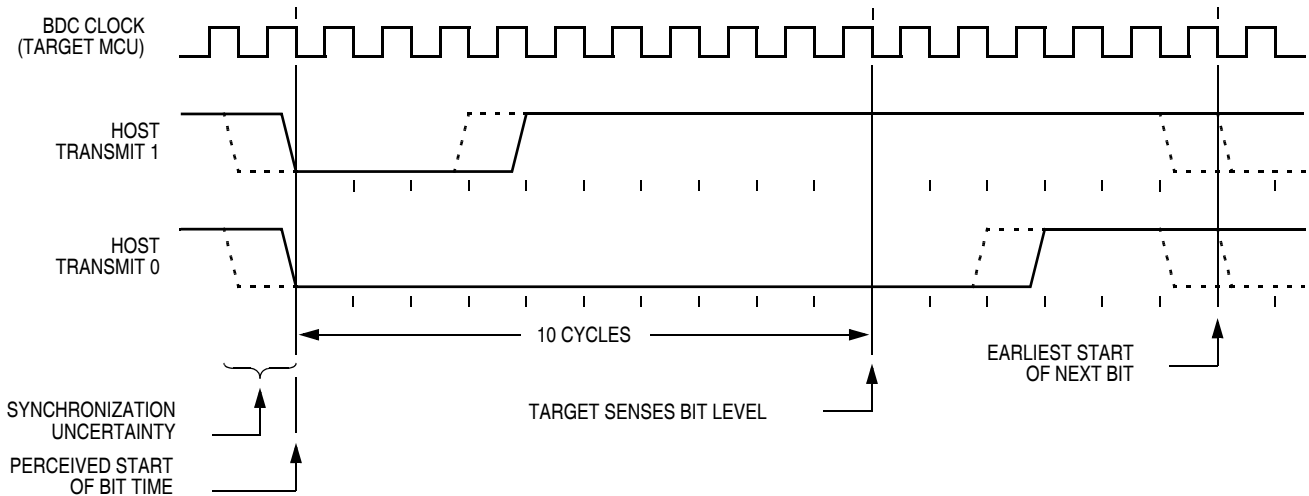 BDC CLOCK
(TARGET MCU)
HOST
TRANSMIT 1
HOST
TRANSMIT 0
10 CYCLES
EARLIEST START
OF NEXT BIT
SYNCHRONIZATION
UNCERTAINTY
TARGET SENSES BIT LEVEL
PERCEIVED START
OF BIT TIME